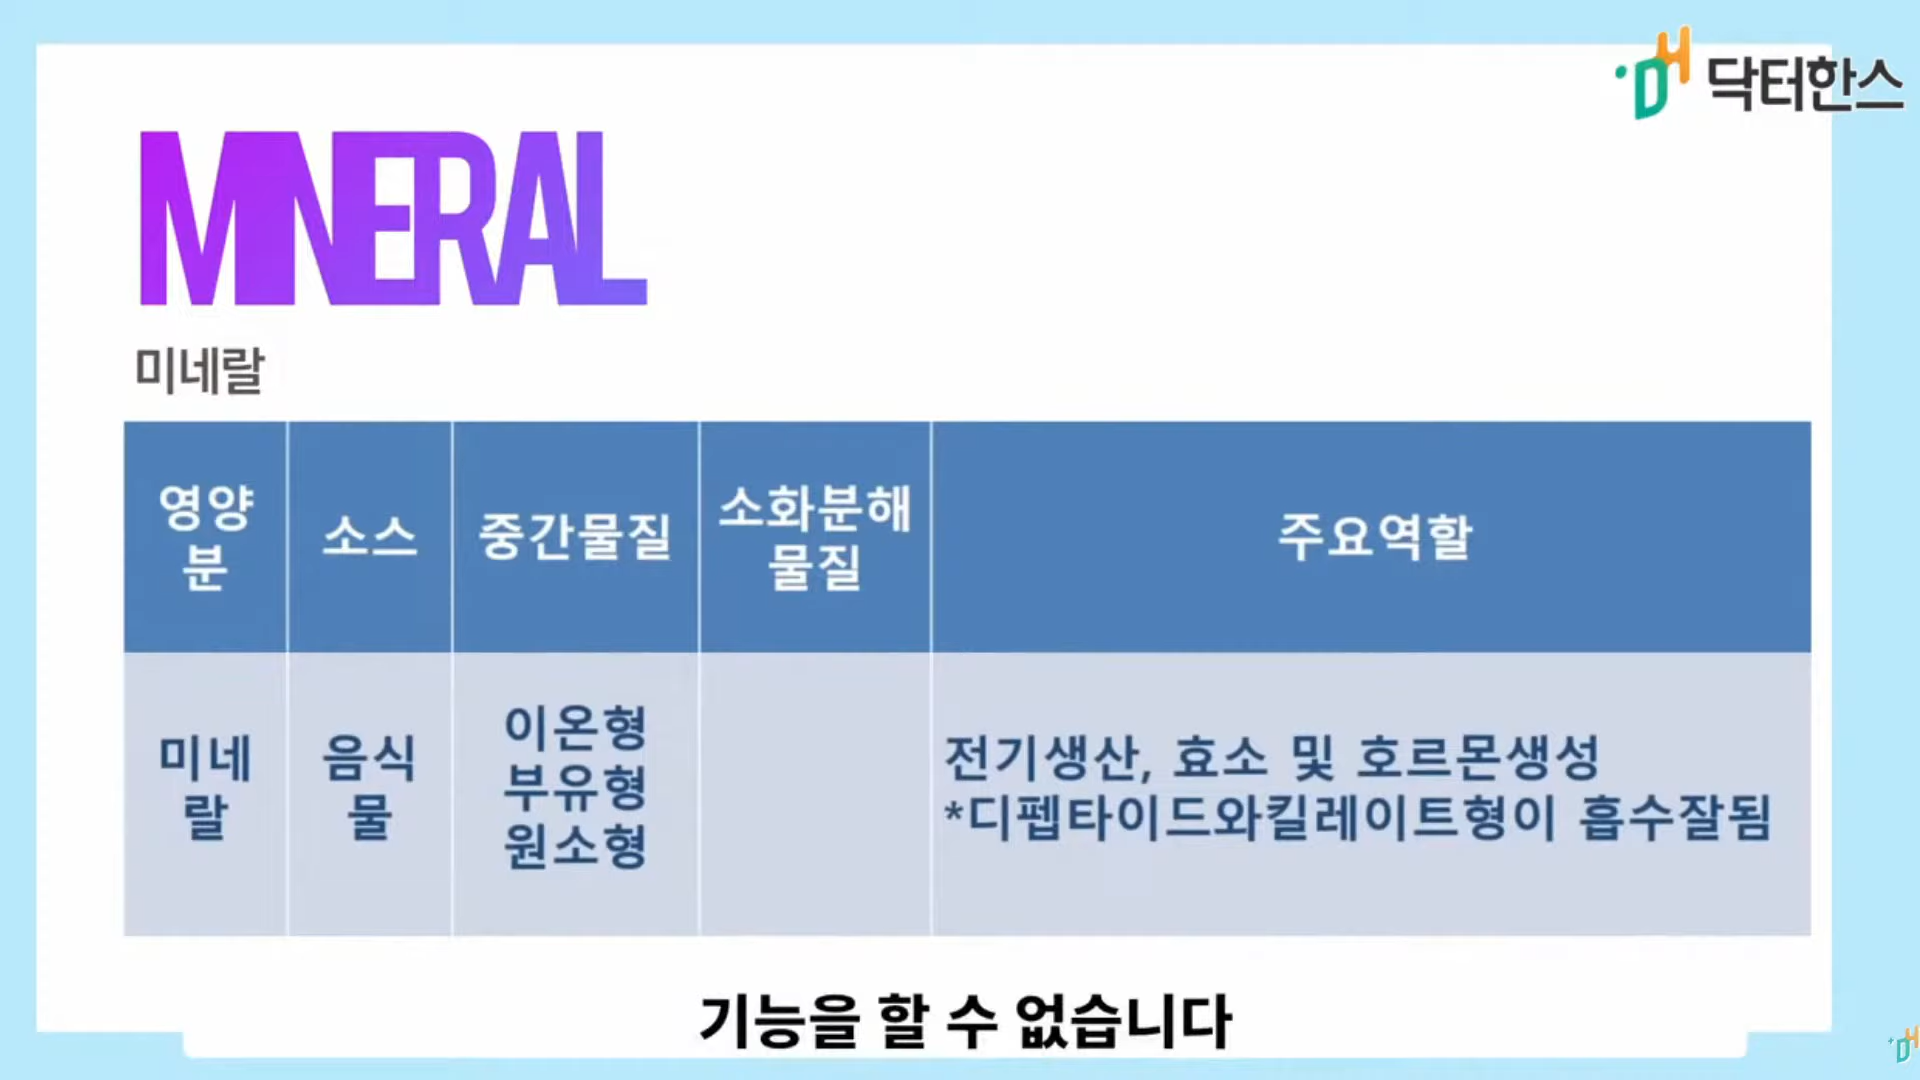 닥터한스
MINERAL
미네랄
영양
분
소스
중간물질
소화분해
물질
주요역할
미네
랄
음식
물
이온형
부유형
원소형
전기생산, 효소 및 호르몬생성
*디펩타이드와킬레이트형이 흡수잘됨
기능을 할 수 없습니다